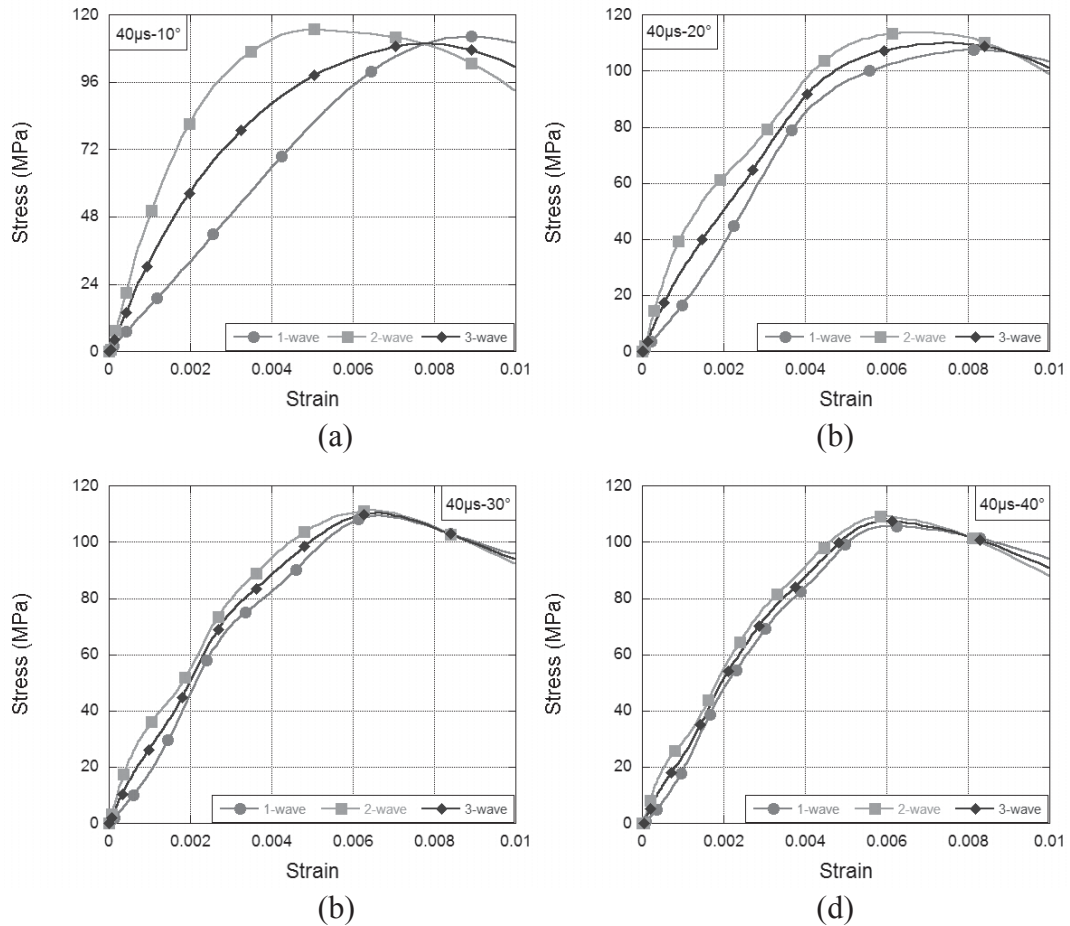 120
96
72
48
24
0
Stress (MPa)
40µs-10°
1-wave 2-wave 3-wave
0 0.002 0.004 0.006 0.008 0.01
Strain
(a)
120
100
80
60
40
20
0
Stress (MPa)
40µs-20°
1-wave 2-wave 3-wave
0 0.002 0.004 0.006 0.008 0.01
Strain
(b)
120
100
80
60
40
20
0
Stress (MPa)
40µs-30°
1-wave 2-wave 3-wave
0 0.002 0.004 0.006 0.008 0.01
Strain
(b)
120
100
80
60
40
20
0
Stress (MPa)
40µs-40°
1-wave 2-wave 3-wave
0 0.002 0.004 0.006 0.008 0.01
Strain
(d)